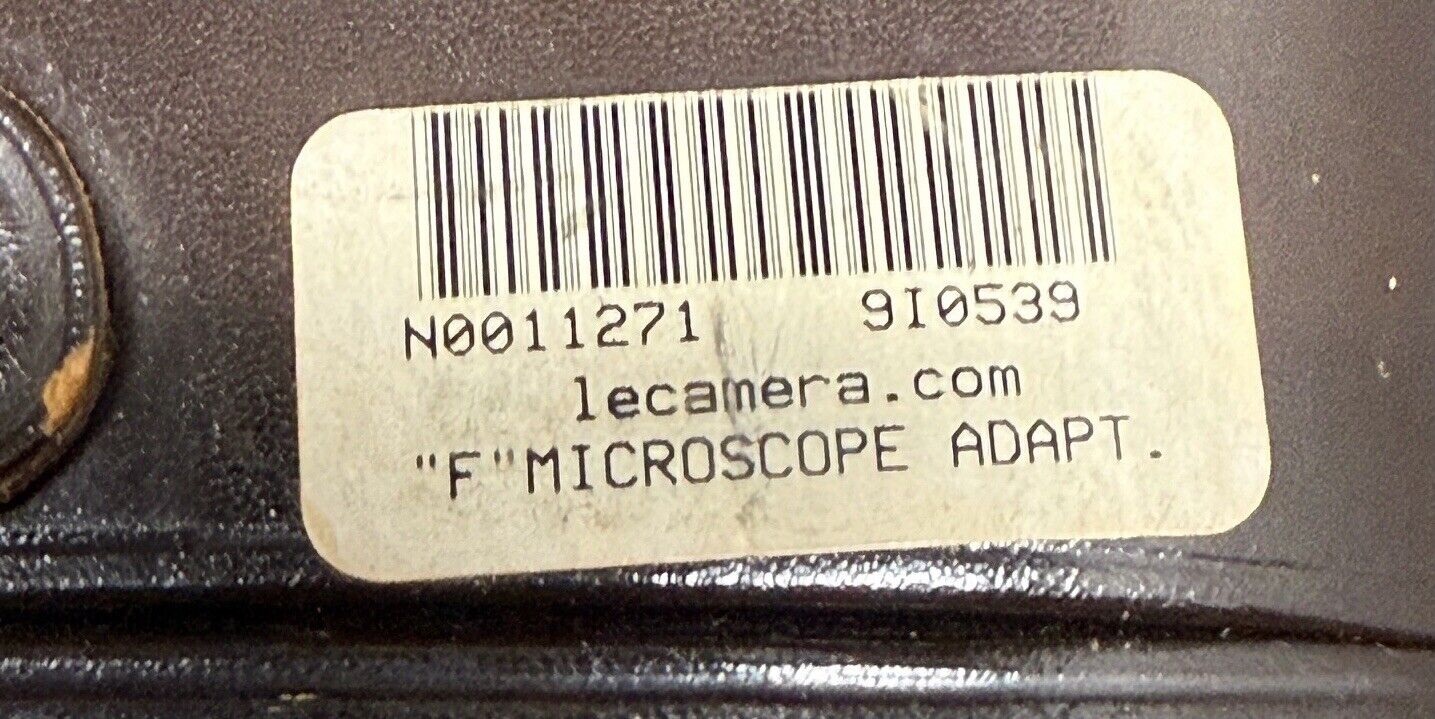 N0011271 9I0539
lecamera.com
"F"MICROSCOPE ADAPT.